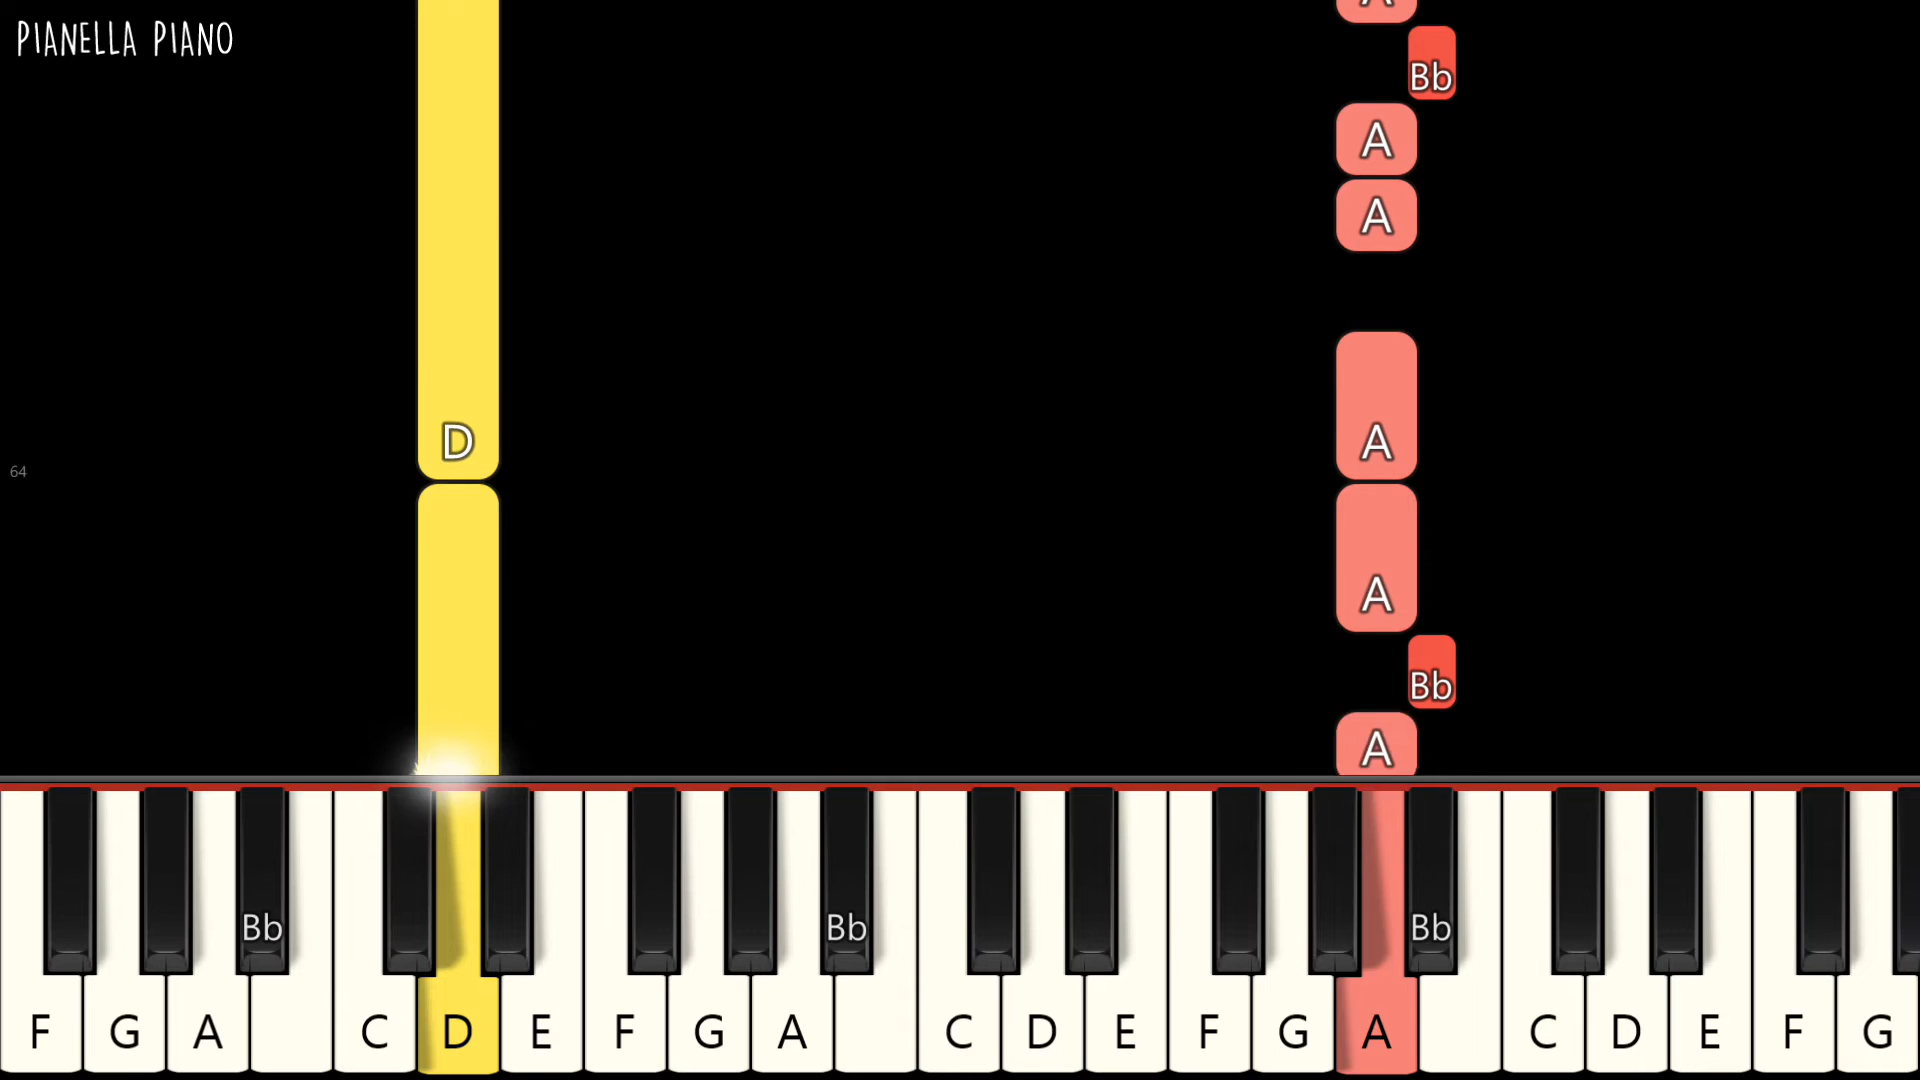 PIANELLA PIANO
A
Bb
A
A
D A
64
A
Bb
A
Bb Bb Bb
F G A C D E F G A C D E F G A C D E F G